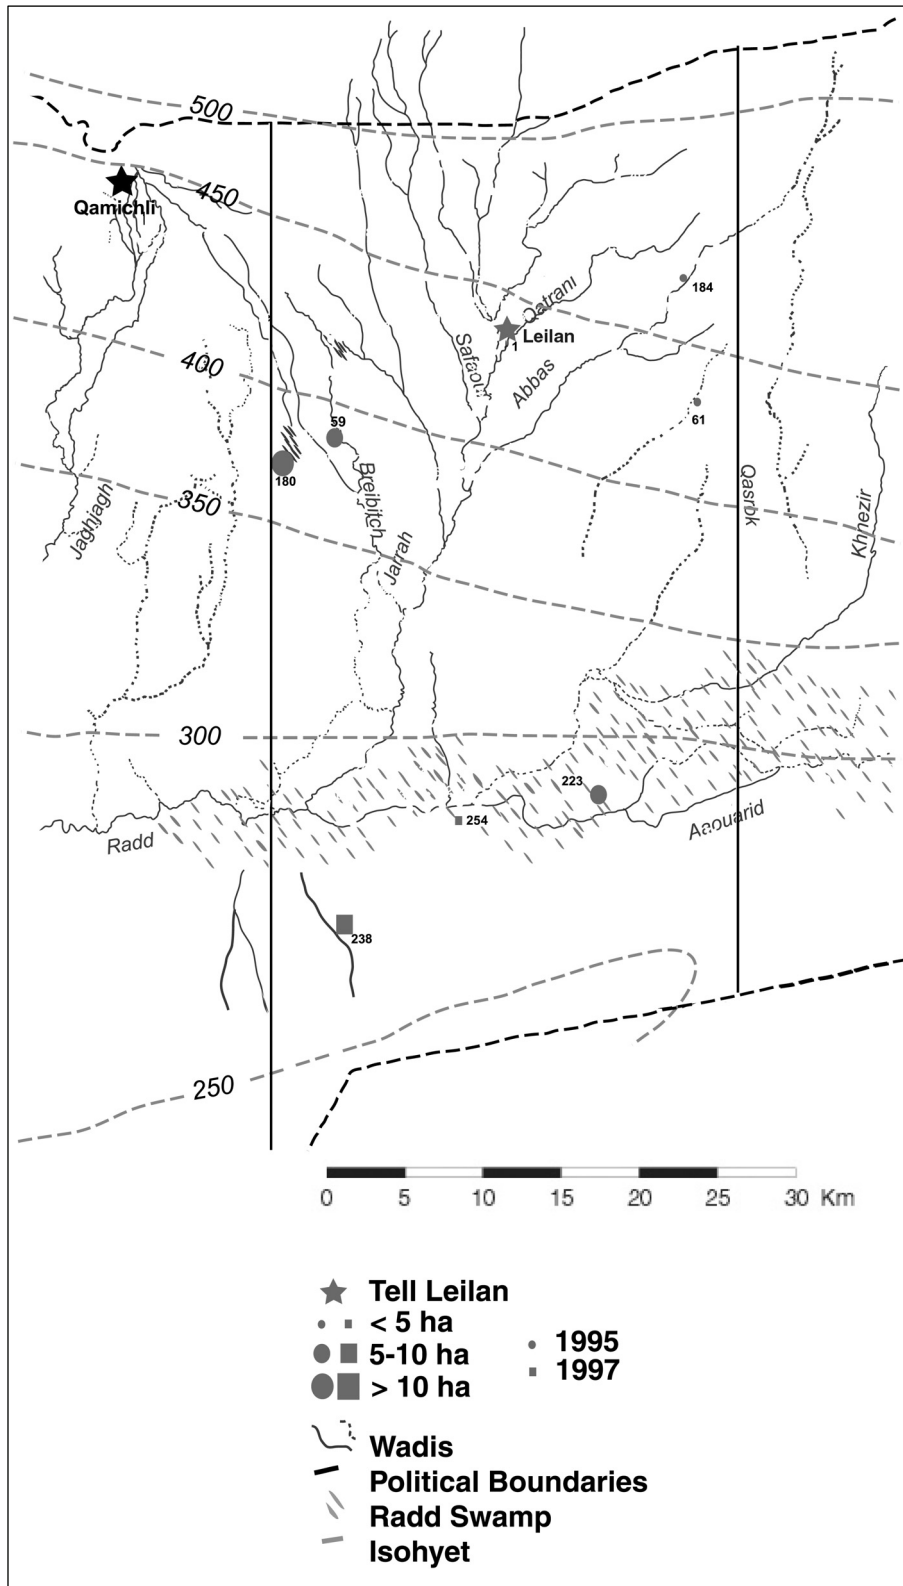 500
450
Qamichli
184
Qatrani
1
Leilan
Safaoui
Abbas
400
59
61
180
Breibitch
Qasrok
350
Jaghjagh
Jarrah
Khnezir
300
223
254
Aaouarid
Radd
238
250
0 5 10 15 20 25 30 Km
Tell Leilan
< 5 ha
5-10 ha
> 10 ha
1995
1997
Wadis
Political Boundaries
Radd Swamp
Isohyet